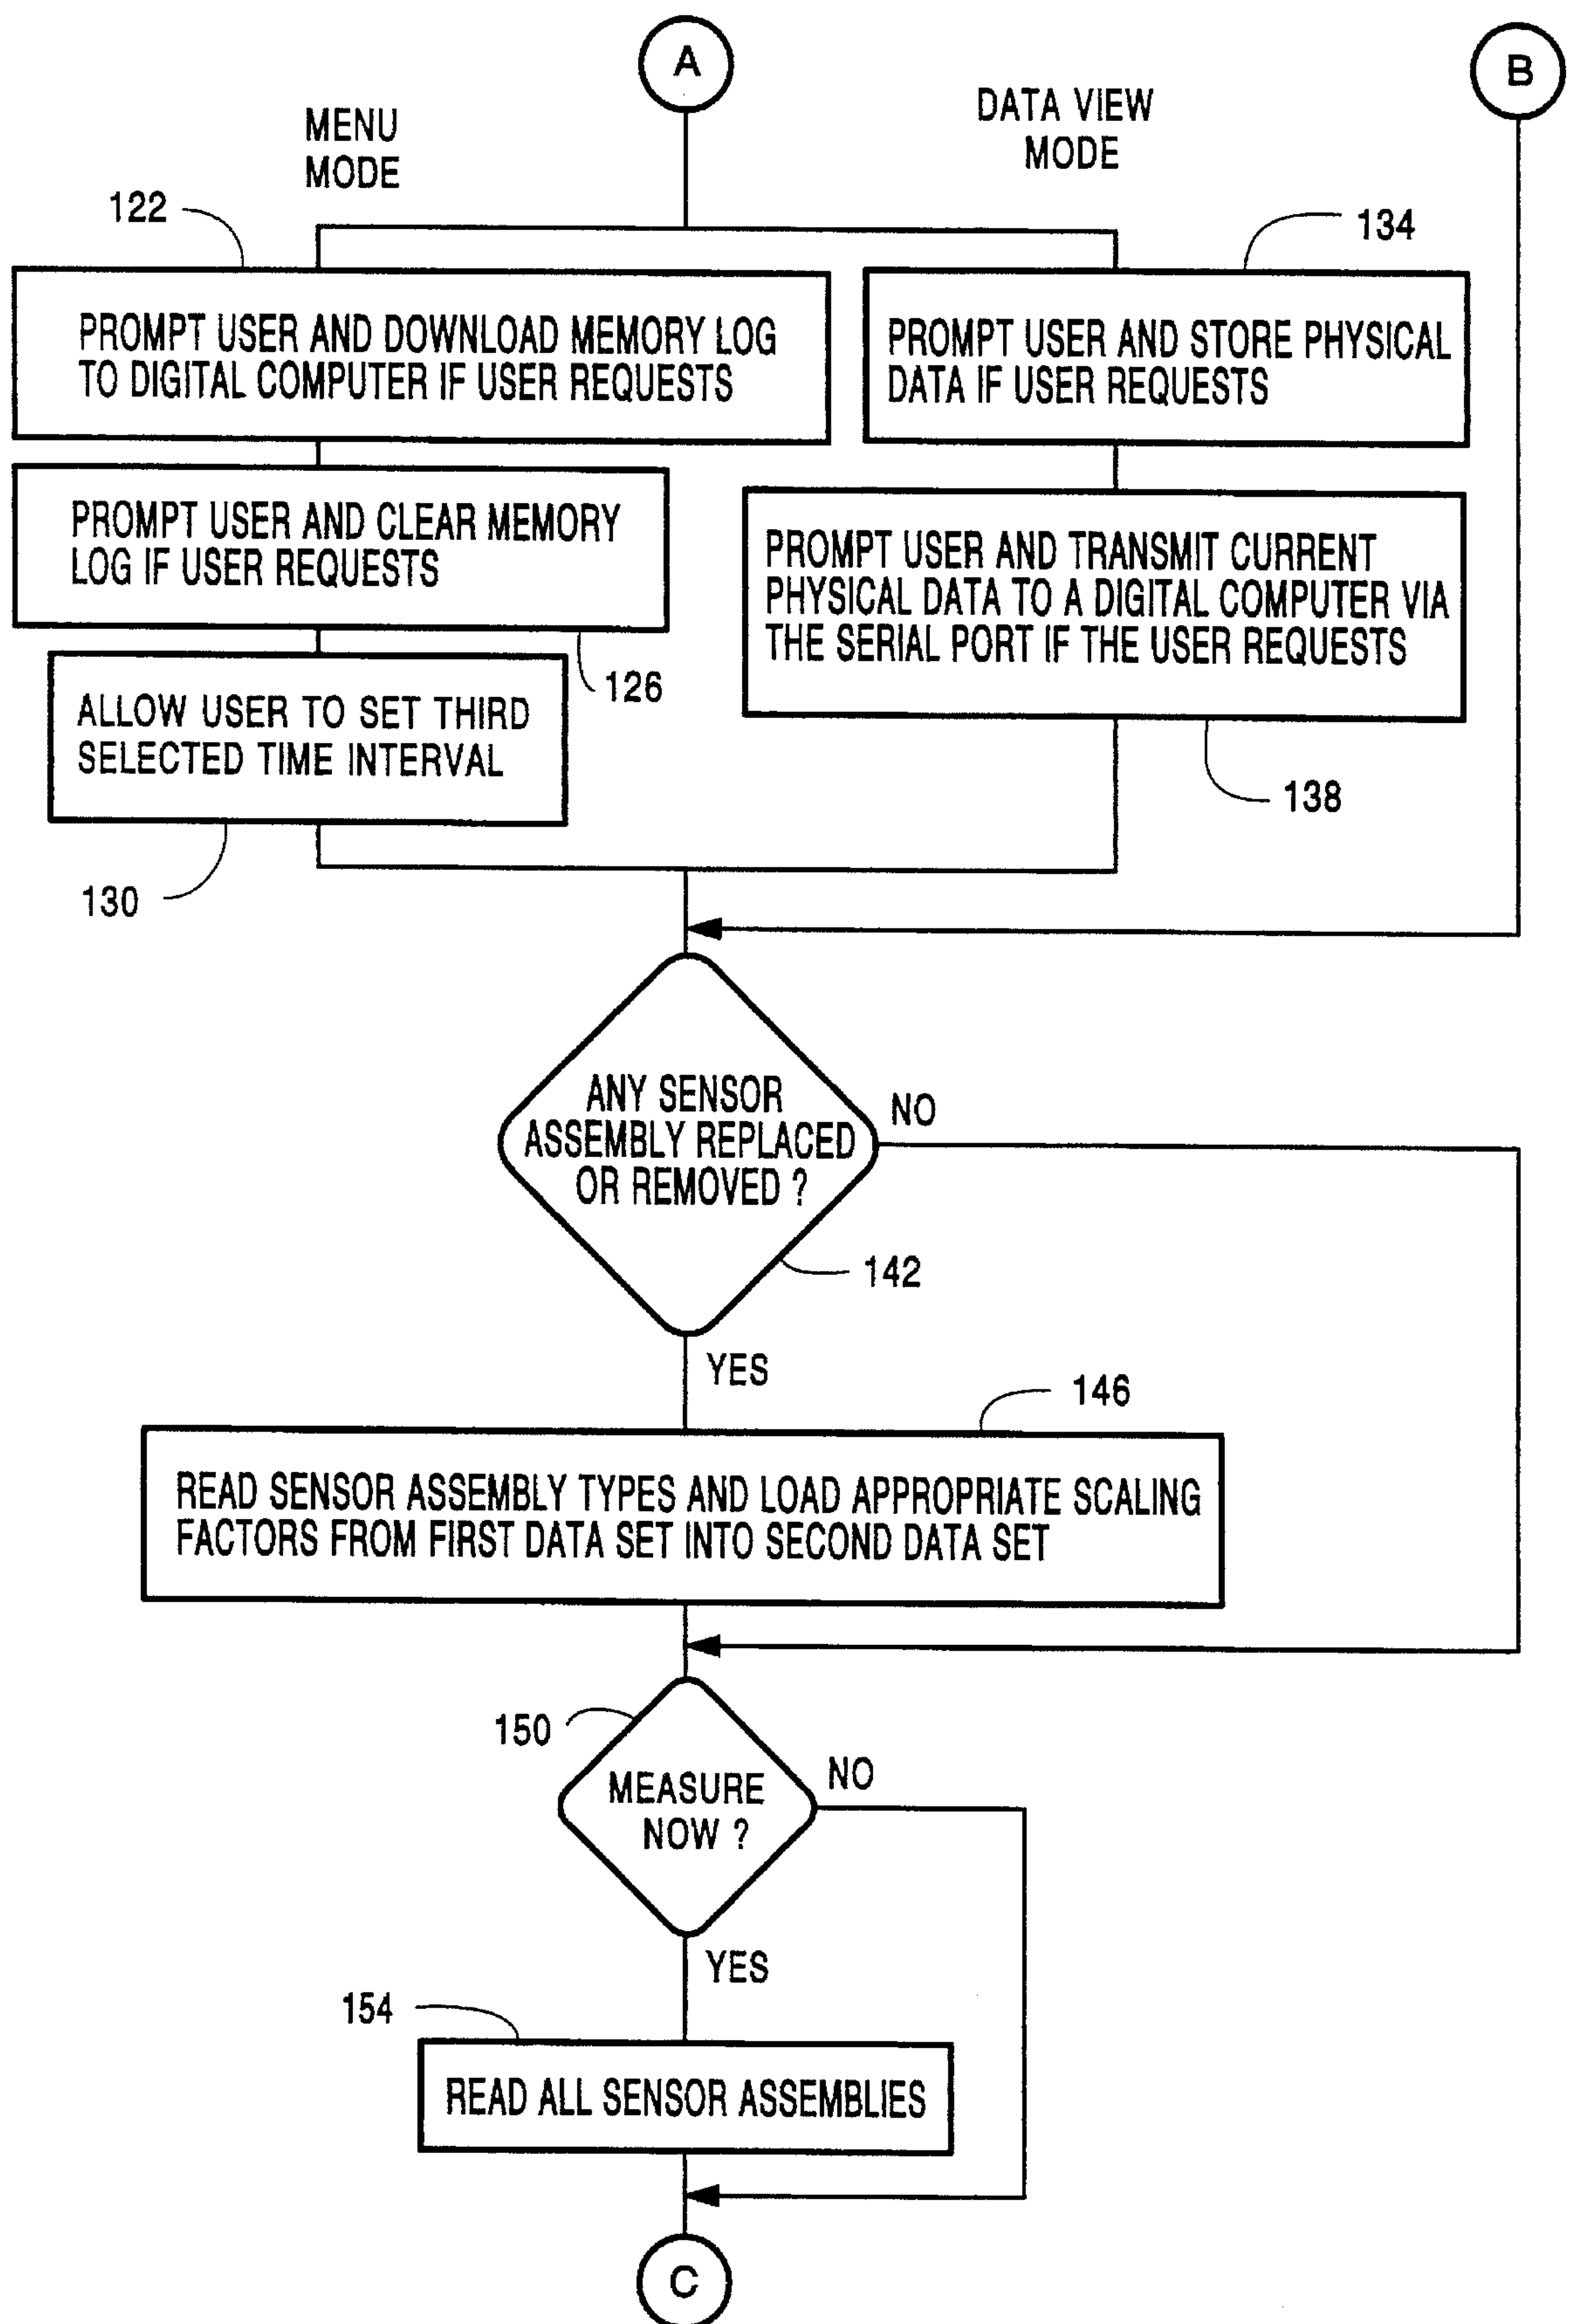 A
B
MENU
MODE
DATA VIEW
MODE
122
134
PROMPT USER AND DOWNLOAD MEMORY LOG
TO DIGITAL COMPUTER IF USER REQUESTS
PROMPT USER AND STORE PHYSICAL
DATA IF USER REQUESTS
PROMPT USER AND CLEAR MEMORY
LOG IF USER REQUESTS
126
PROMPT USER AND TRANSMIT CURRENT
PHYSICAL DATA TO A DIGITAL COMPUTER VIA
THE SERIAL PORT IF THE USER REQUESTS
138
ALLOW USER TO SET THIRD
SELECTED TIME INTERVAL
130
ANY SENSOR
ASSEMBLY REPLACED
OR REMOVED ?
NO
142
YES
146
READ SENSOR ASSEMBLY TYPES AND LOAD APPROPRIATE SCALING
FACTORS FROM FIRST DATA SET INTO SECOND DATA SET
150
MEASURE
NOW ?
NO
YES
154
READ ALL SENSOR ASSEMBLIES
C